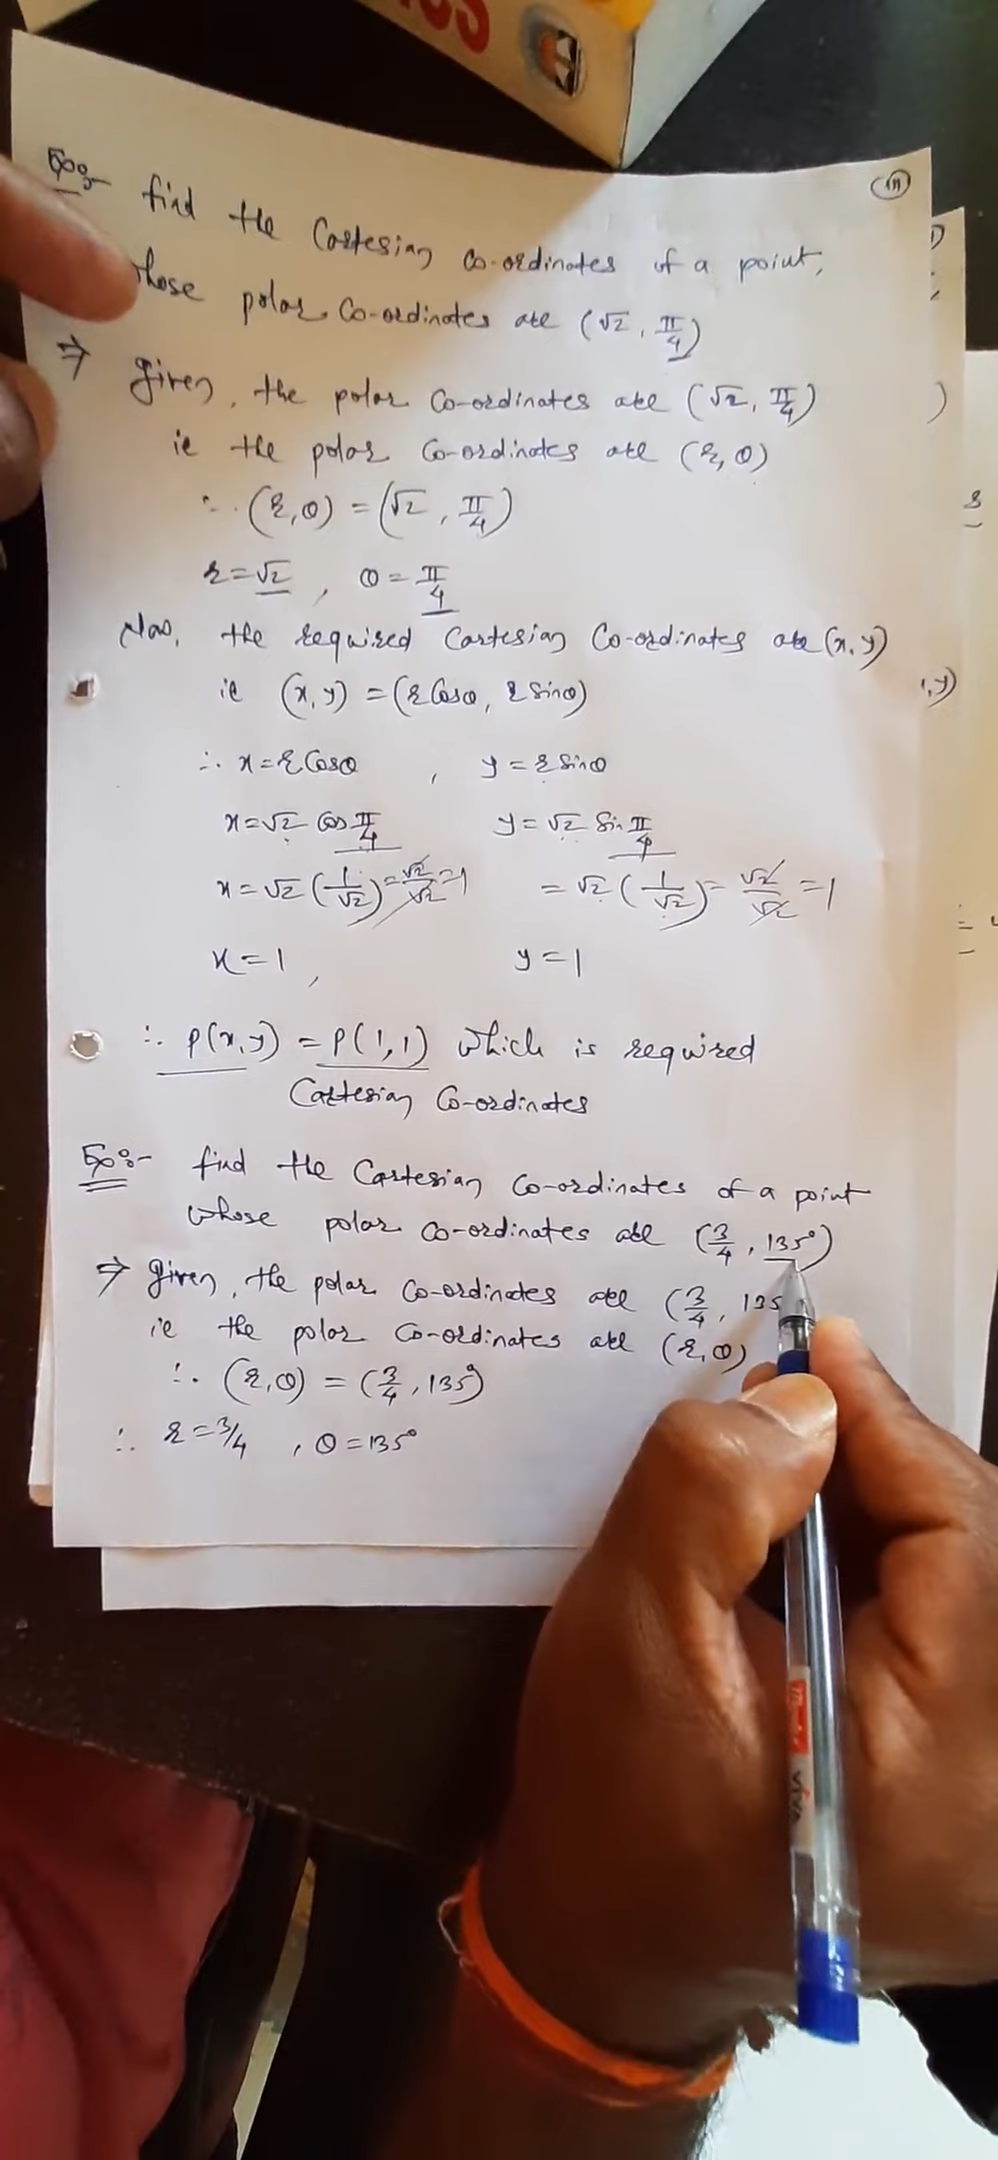 (11)
Ex:- find the Cartesian Co-ordinates of a point,
whose polar Co-ordinates are (√2, π/4)
⇒ given, the polar Co-ordinates are (√2, π/4)
ie the polar Co-ordinates are (r, θ)
∴ (r, θ) = (√2, π/4)
r = √2 , θ = π/4
Now, the required Cartesian Co-ordinates are (x, y)
ie (x, y) = (r Cosθ, r Sinθ)
∴ x = r Cosθ , y = r Sinθ
x = √2 Cos π/4 y = √2 Sin π/4
x = √2 (1/√2) = √2/√2 = 1 = √2 (1/√2) = √2/√2 = 1
x = 1 , y = 1
∴ P(x, y) = P(1, 1) which is required
Cartesian Co-ordinates
Ex:- find the Cartesian Co-ordinates of a point
whose polar Co-ordinates are (3/4, 135°)
⇒ given, the polar Co-ordinates are (3/4, 135
ie the polar Co-ordinates are (r, θ)
∴ (r, θ) = (3/4, 135°)
∴ r = 3/4 , θ = 135°